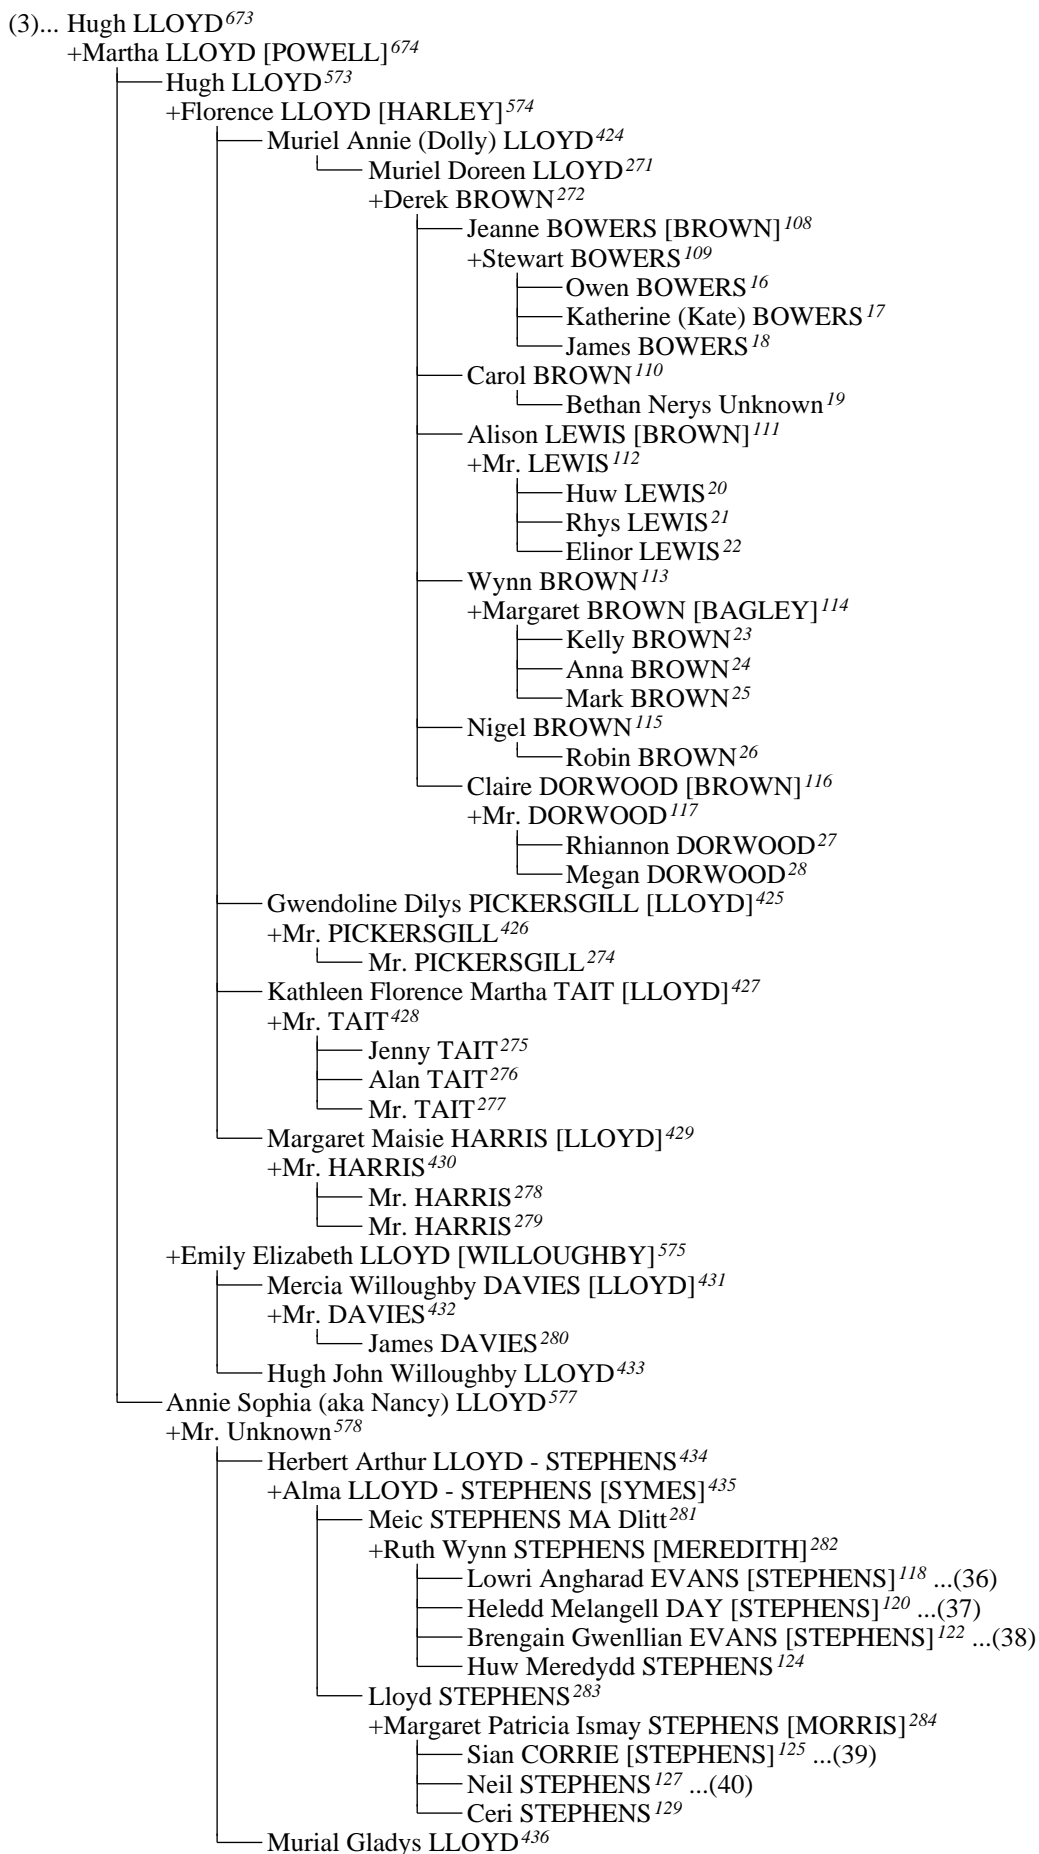 (3)... Hugh LLOYD673
+Martha LLOYD [POWELL]674
Hugh LLOYD573
+Florence LLOYD [HARLEY]574
Muriel Annie (Dolly) LLOYD424
Muriel Doreen LLOYD271
+Derek BROWN272
Jeanne BOWERS [BROWN]108
+Stewart BOWERS109
Owen BOWERS16
Katherine (Kate) BOWERS17
James BOWERS18
Carol BROWN110
Bethan Nerys Unknown19
Alison LEWIS [BROWN]111
+Mr. LEWIS112
Huw LEWIS20
Rhys LEWIS21
Elinor LEWIS22
Wynn BROWN113
+Margaret BROWN [BAGLEY]114
Kelly BROWN23
Anna BROWN24
Mark BROWN25
Nigel BROWN115
Robin BROWN26
Claire DORWOOD [BROWN]116
+Mr. DORWOOD117
Rhiannon DORWOOD27
Megan DORWOOD28
Gwendoline Dilys PICKERSGILL [LLOYD]425
+Mr. PICKERSGILL426
Mr. PICKERSGILL274
Kathleen Florence Martha TAIT [LLOYD]427
+Mr. TAIT428
Jenny TAIT275
Alan TAIT276
Mr. TAIT277
Margaret Maisie HARRIS [LLOYD]429
+Mr. HARRIS430
Mr. HARRIS278
Mr. HARRIS279
+Emily Elizabeth LLOYD [WILLOUGHBY]575
Mercia Willoughby DAVIES [LLOYD]431
+Mr. DAVIES432
James DAVIES280
Hugh John Willoughby LLOYD433
Annie Sophia (aka Nancy) LLOYD577
+Mr. Unknown578
Herbert Arthur LLOYD - STEPHENS434
+Alma LLOYD - STEPHENS [SYMES]435
Meic STEPHENS MA Dlitt281
+Ruth Wynn STEPHENS [MEREDITH]282
Lowri Angharad EVANS [STEPHENS]118 ...(36)
Heledd Melangell DAY [STEPHENS]120 ...(37)
Brengain Gwenllian EVANS [STEPHENS]122 ...(38)
Huw Meredydd STEPHENS124
Lloyd STEPHENS283
+Margaret Patricia Ismay STEPHENS [MORRIS]284
Sian CORRIE [STEPHENS]125 ...(39)
Neil STEPHENS127 ...(40)
Ceri STEPHENS129
Murial Gladys LLOYD436